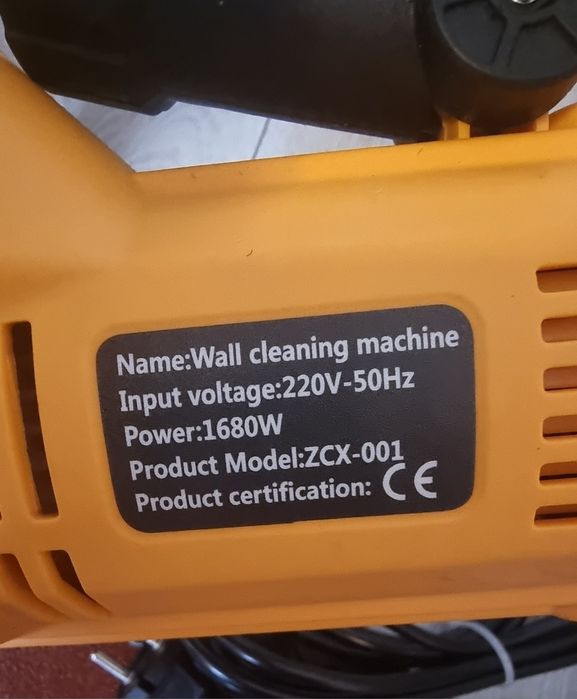 Name:Wall cleaning machine
Input voltage:220V-50Hz
Power:1680W
Product Model:ZCX-001
Product certification: CE